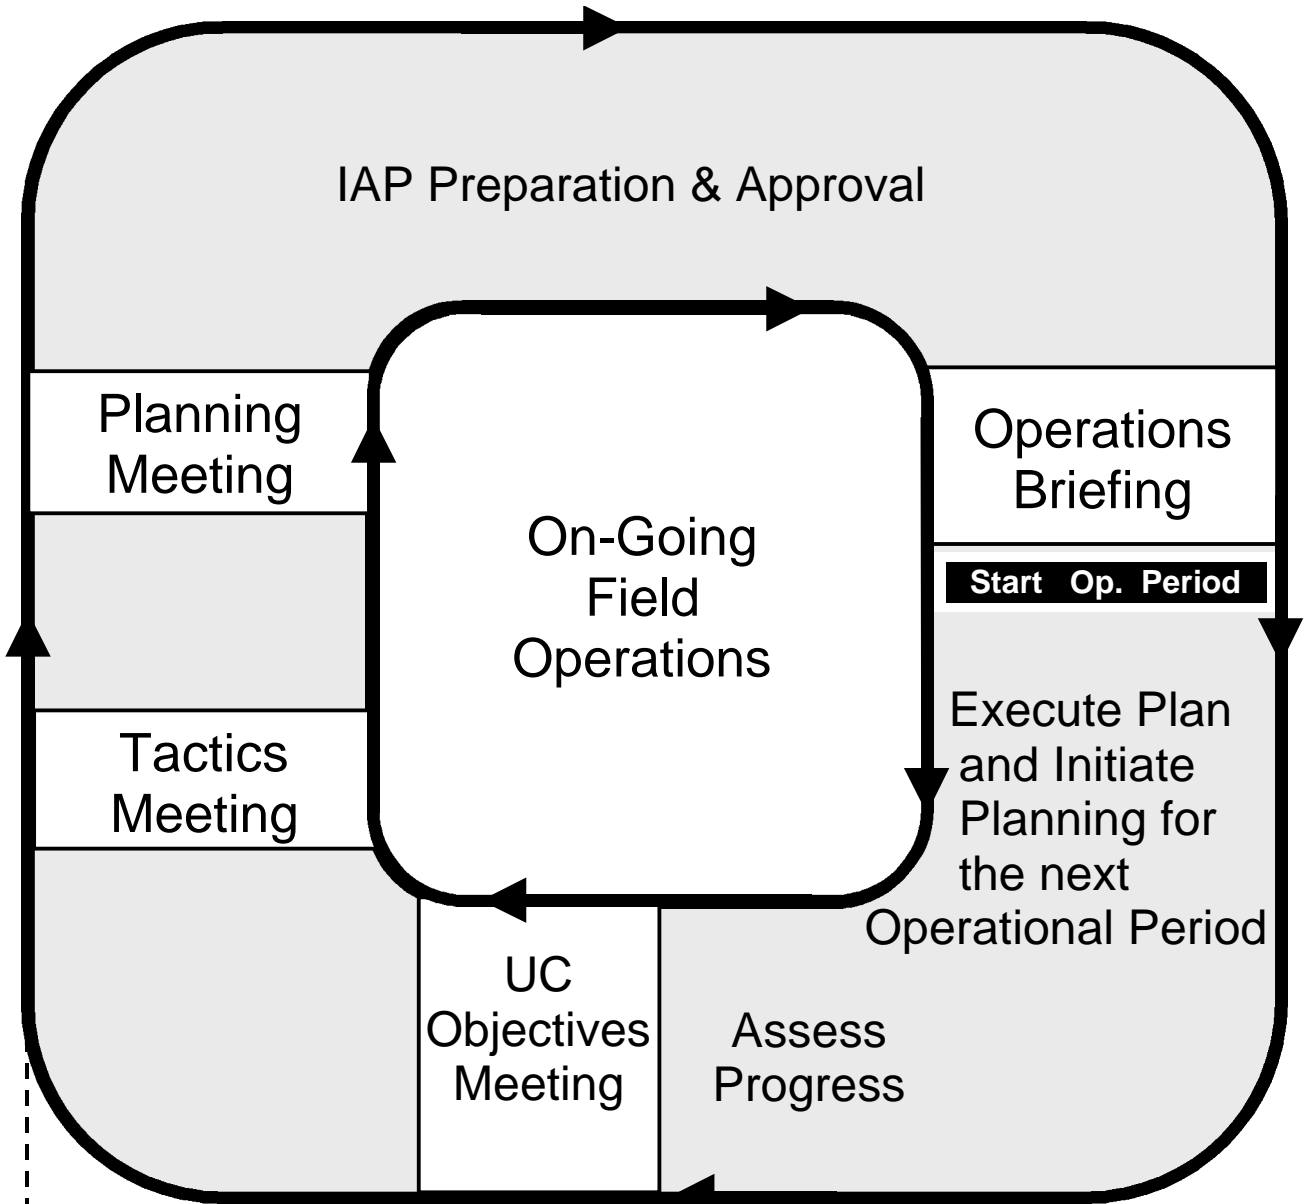 IAP Preparation & Approval
Planning
Meeting
Operations
Briefing
On-Going
Field
Operations
Start Op. Period
Execute Plan
and Initiate
Planning for
the next
Operational Period
Tactics
Meeting
UC
Objectives
Meeting
Assess
Progress